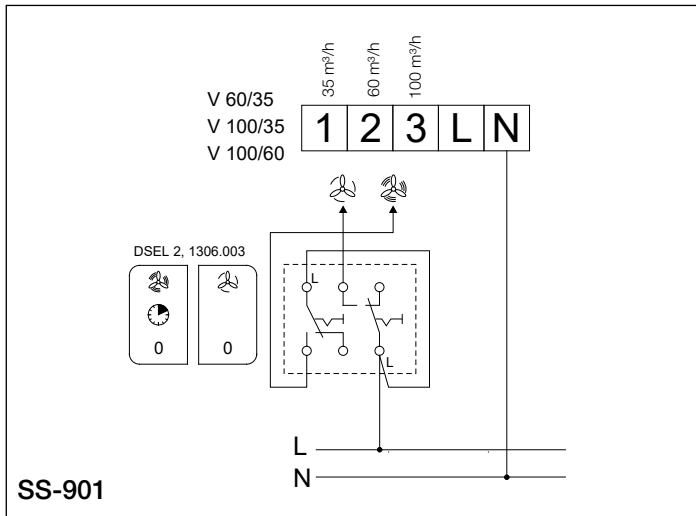 35 m³/h
60 m³/h
100 m³/h
V 60/35
V 100/35
V 100/60
1 2 3 L N
DSEL 2, 1306.003
0
0
L
L
L
N
SS-901